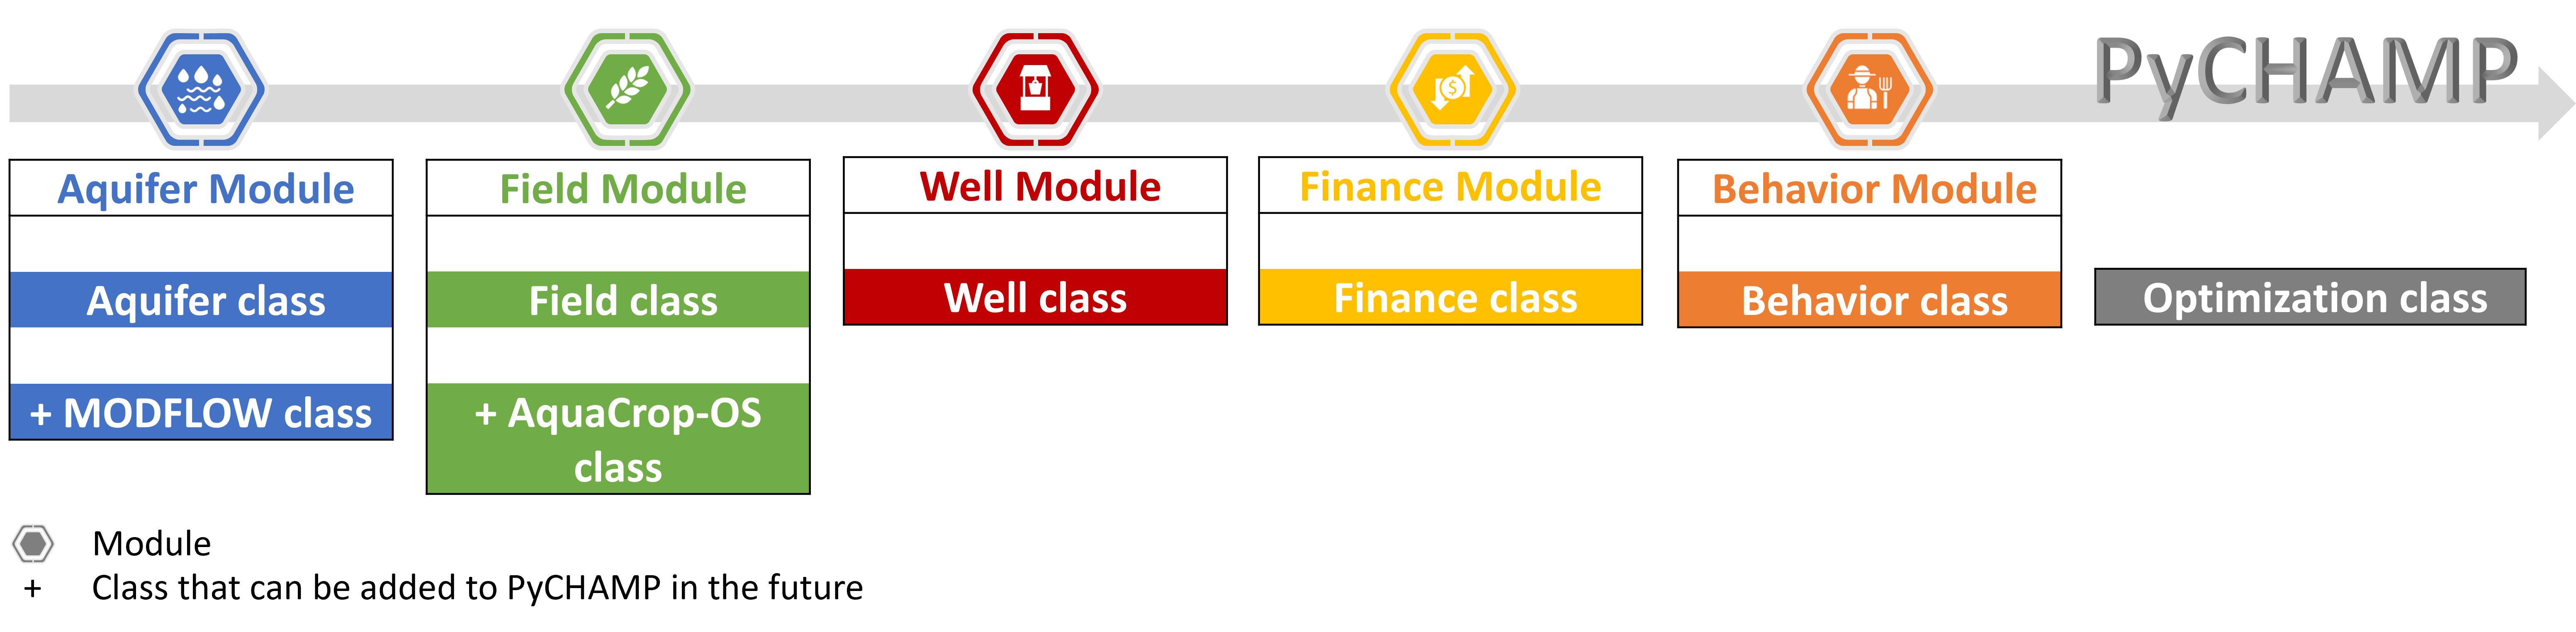 PyCHAMP
Aquifer Module
Aquifer class
+ MODFLOW class
Field Module
Field class
+ AquaCrop-OS
class
Well Module
Well class
Finance Module
Finance class
Behavior Module
Behavior class
Optimization class
Module
+ Class that can be added to PyCHAMP in the future